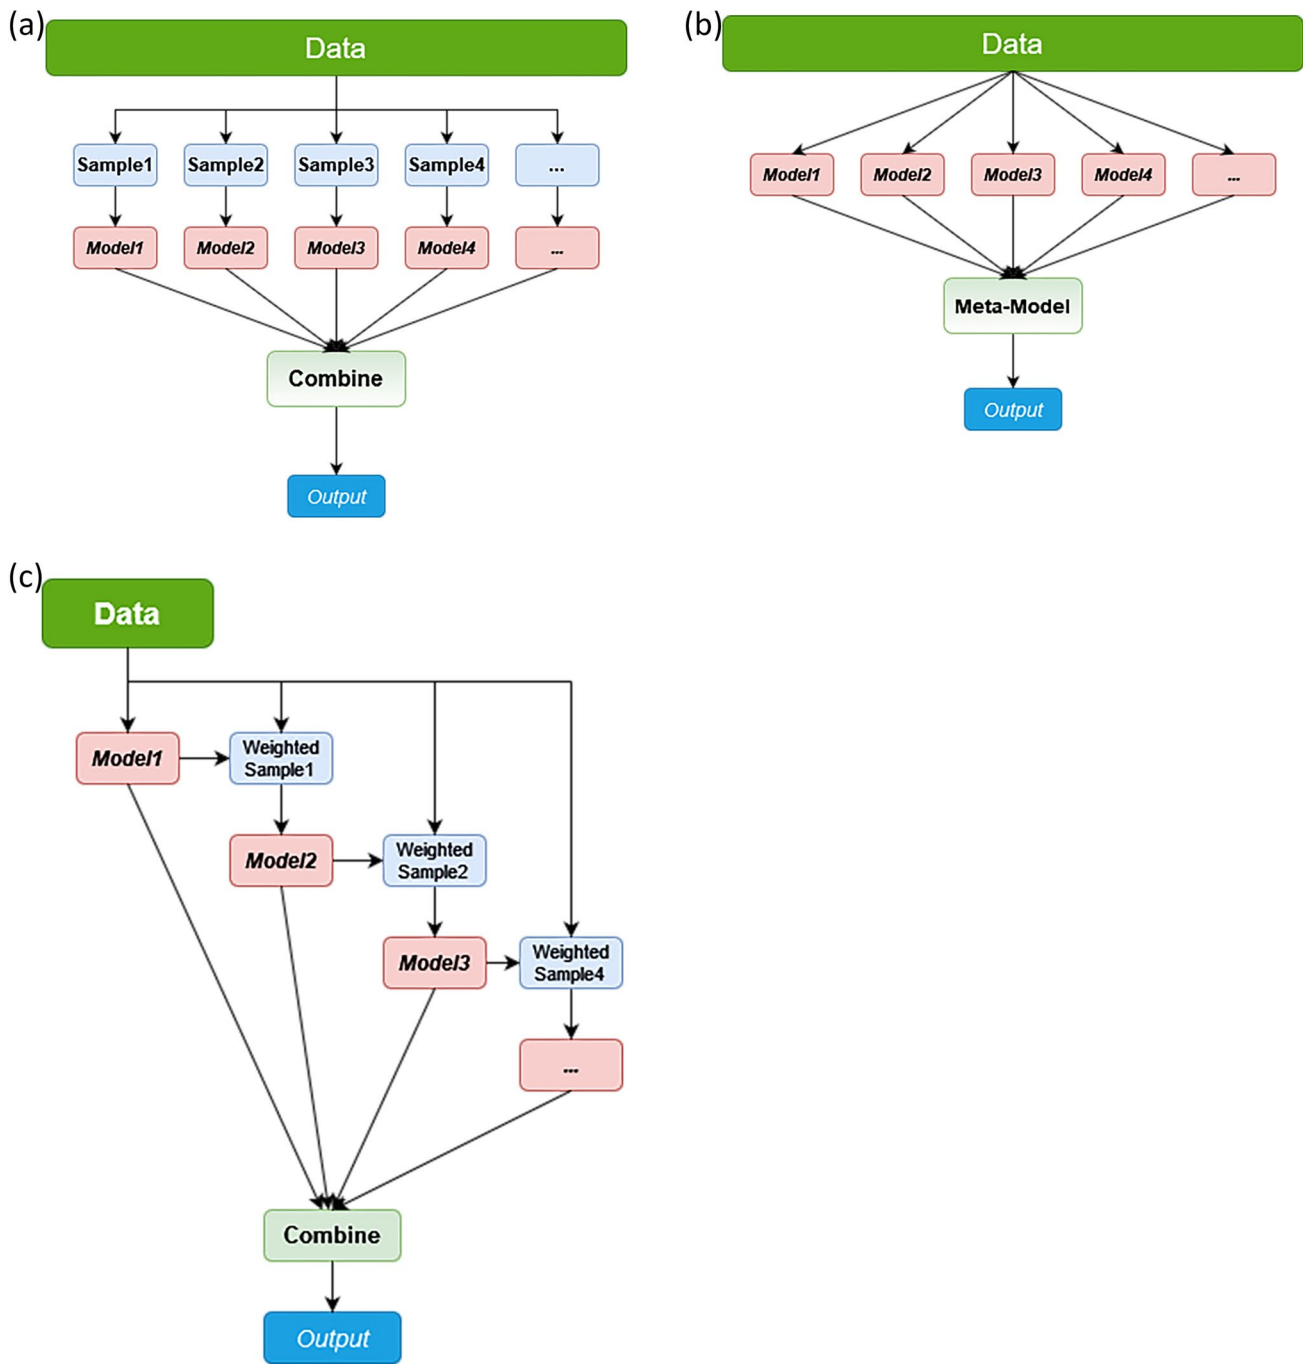 (a)
Data
Sample1 Sample2 Sample3 Sample4 ...
Model1 Model2 Model3 Model4 ...
Combine
Output
(b)
Data
Model1 Model2 Model3 Model4 ...
Meta-Model
Output
(c)
Data
Model1
Weighted
Sample1
Model2
Weighted
Sample2
Model3
Weighted
Sample4
...
Combine
Output